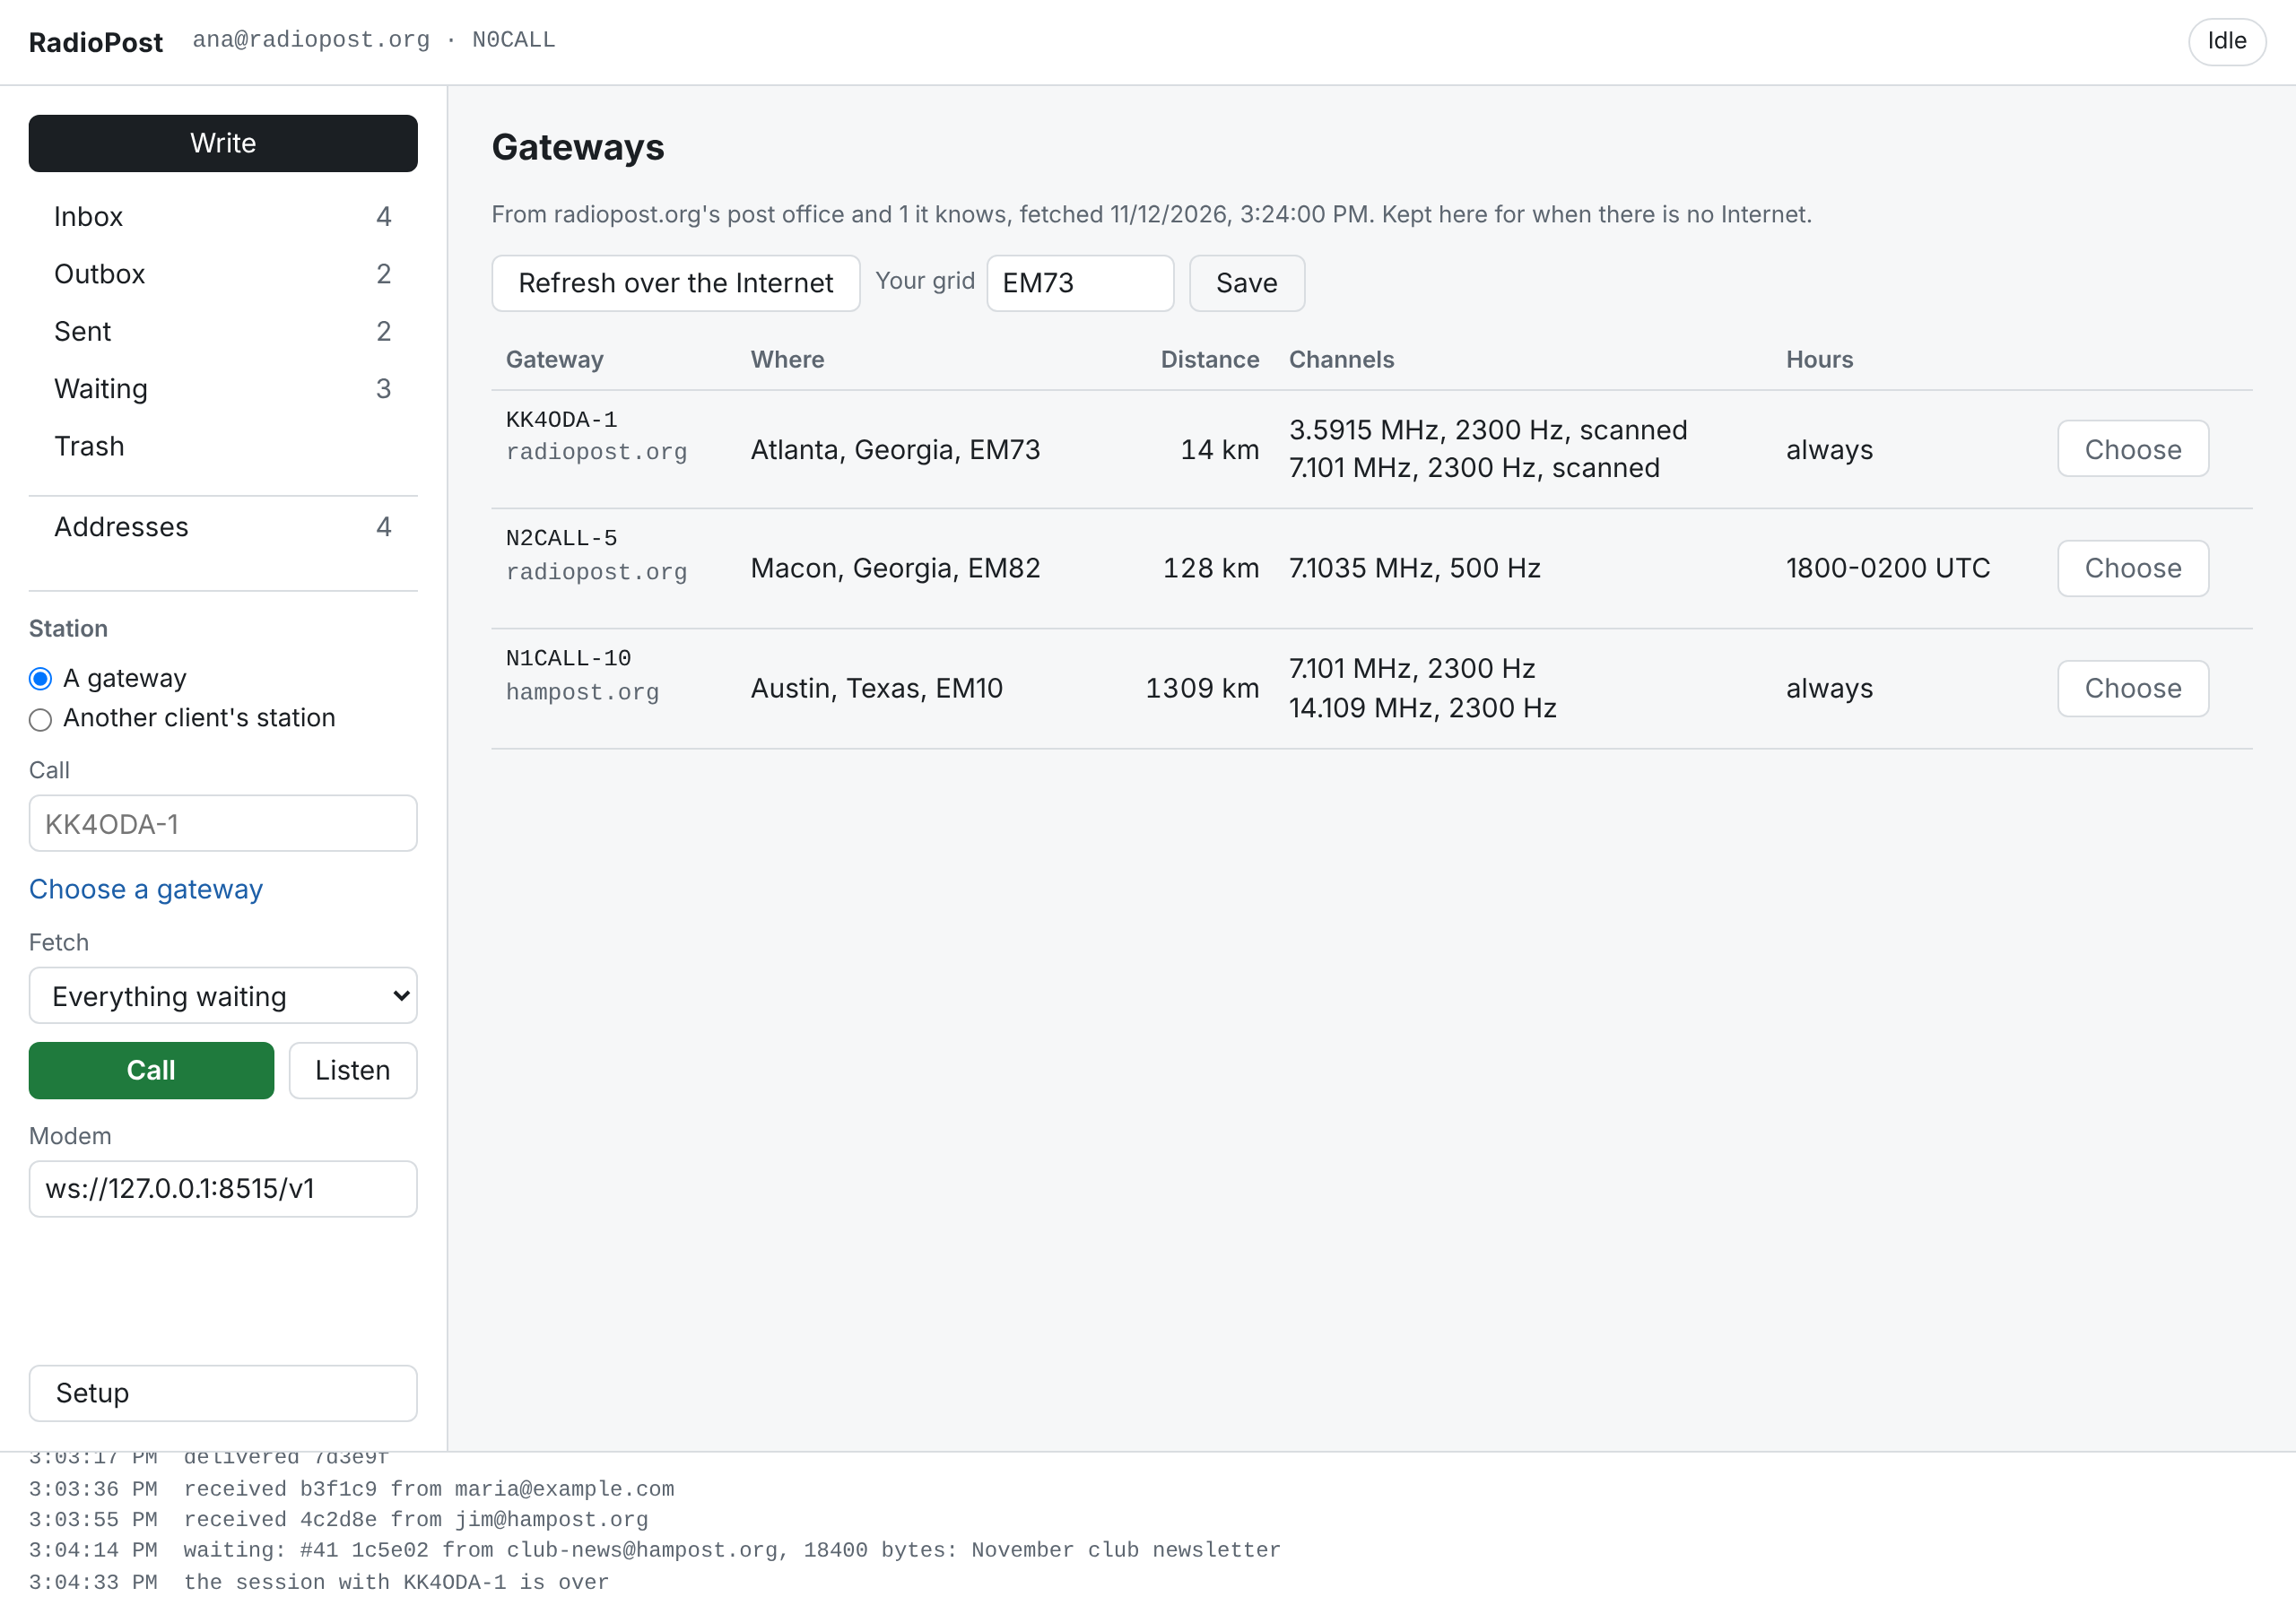 RadioPost ana@radiopost.org · N0CALL Idle
Write
Inbox 4
Outbox 2
Sent 2
Waiting 3
Trash
Addresses 4
Station
A gateway
Another client's station
Call
KK4ODA-1
Choose a gateway
Fetch
Everything waiting
Call Listen
Modem
ws://127.0.0.1:8515/v1
Setup
Gateways
From radiopost.org's post office and 1 it knows, fetched 11/12/2026, 3:24:00 PM. Kept here for when there is no Internet.
Refresh over the Internet Your grid EM73 Save
Gateway Where Distance Channels Hours
KK4ODA-1
radiopost.org Atlanta, Georgia, EM73 14 km 3.5915 MHz, 2300 Hz, scanned
7.101 MHz, 2300 Hz, scanned always Choose
N2CALL-5
radiopost.org Macon, Georgia, EM82 128 km 7.1035 MHz, 500 Hz 1800-0200 UTC Choose
N1CALL-10
hampost.org Austin, Texas, EM10 1309 km 7.101 MHz, 2300 Hz
14.109 MHz, 2300 Hz always Choose
3:03:17 PM delivered 7d3e9f
3:03:36 PM received b3f1c9 from maria@example.com
3:03:55 PM received 4c2d8e from jim@hampost.org
3:04:14 PM waiting: #41 1c5e02 from club-news@hampost.org, 18400 bytes: November club newsletter
3:04:33 PM the session with KK4ODA-1 is over